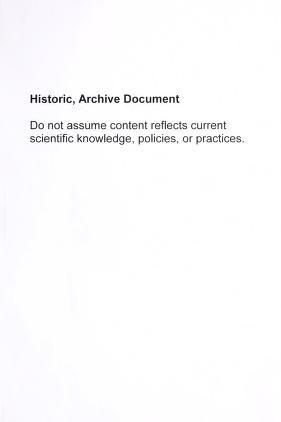 Historic, Archive Document
Do not assume content reflects current
scientific knowledge, policies, or practices.